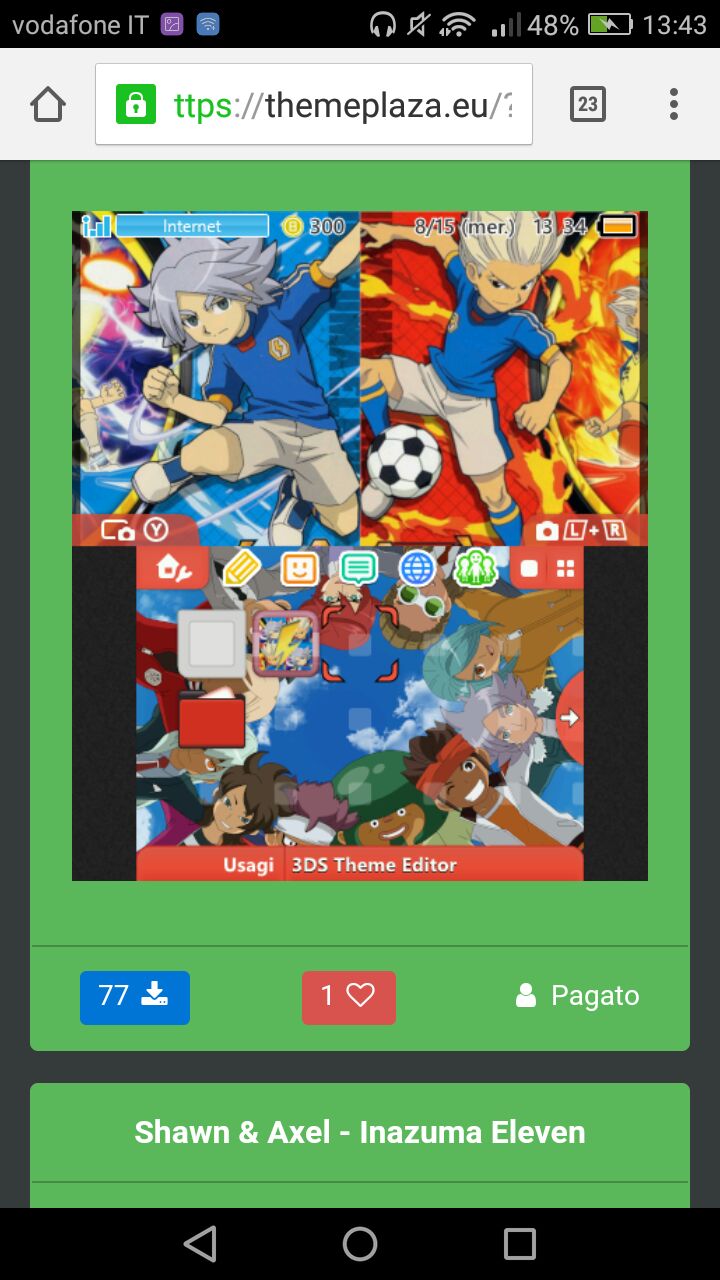 vodafone IT 48% 13:43
ttps://themeplaza.eu/?
23
Internet 300 8/15 (mer.) 13 34
Y L + R
Usagi 3DS Theme Editor
77 1 Pagato
Shawn & Axel - Inazuma Eleven